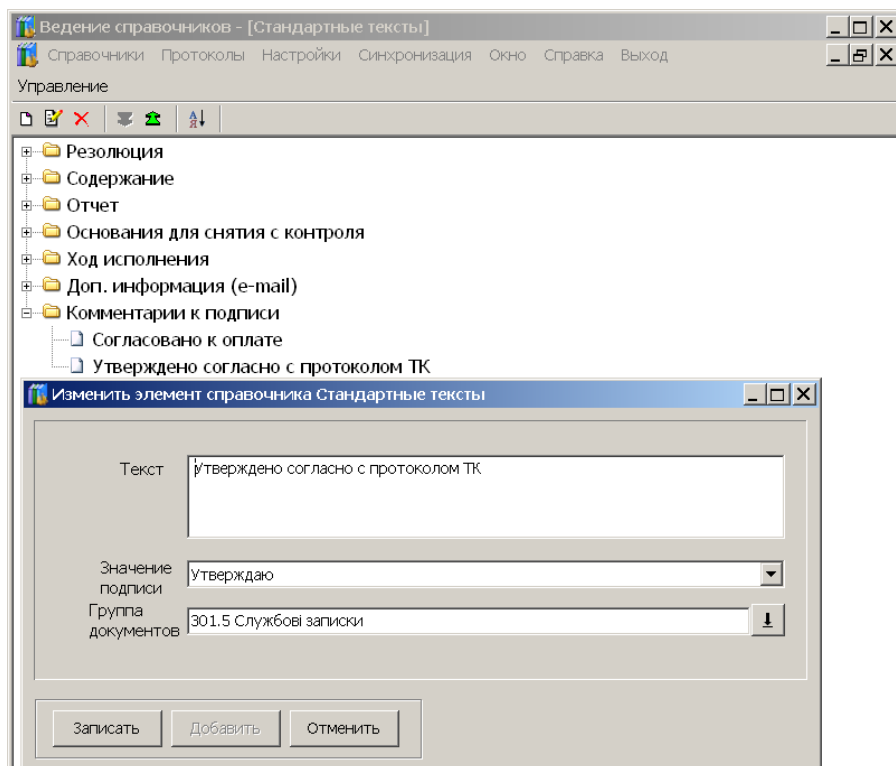 Ведение справочников - [Стандартные тексты]
Справочники Протоколы Настройки Синхронизация Окно Справка Выход
Управление
Резолюция
Содержание
Отчет
Основания для снятия с контроля
Ход исполнения
Доп. информация (e-mail)
Комментарии к подписи
Согласовано к оплате
Утверждено согласно с протоколом ТК
Изменить элемент справочника Стандартные тексты
Текст
Утверждено согласно с протоколом ТК
Значение
подписи
Утверждаю
Группа
документов
301.5 Службові записки
Записать Добавить Отменить